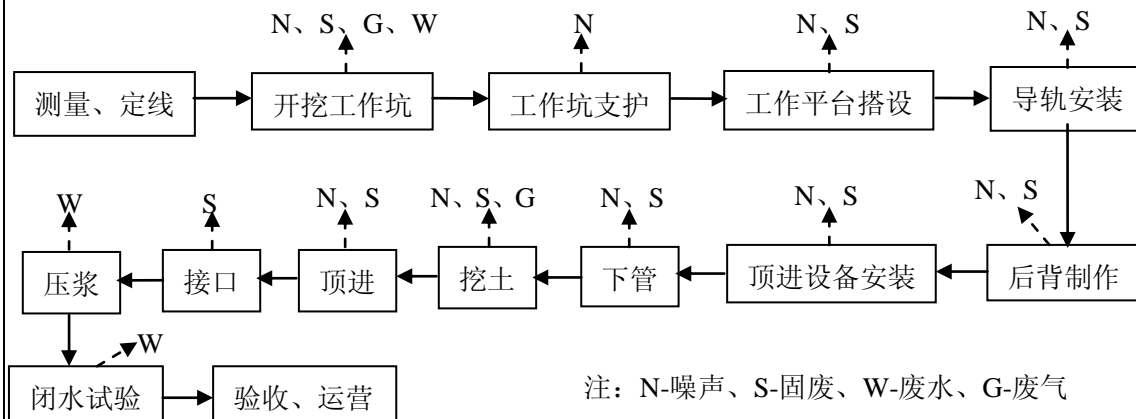 N、S、G、W
N
N、S
N、S
测量、定线
开挖工作坑
工作坑支护
工作平台搭设
导轨安装
W
S
N、S
N、S、G
N、S
N、S
N、S
压浆
接口
顶进
挖土
下管
顶进设备安装
后背制作
W
闭水试验
验收、运营
注：N-噪声、S-固废、W-废水、G-废气